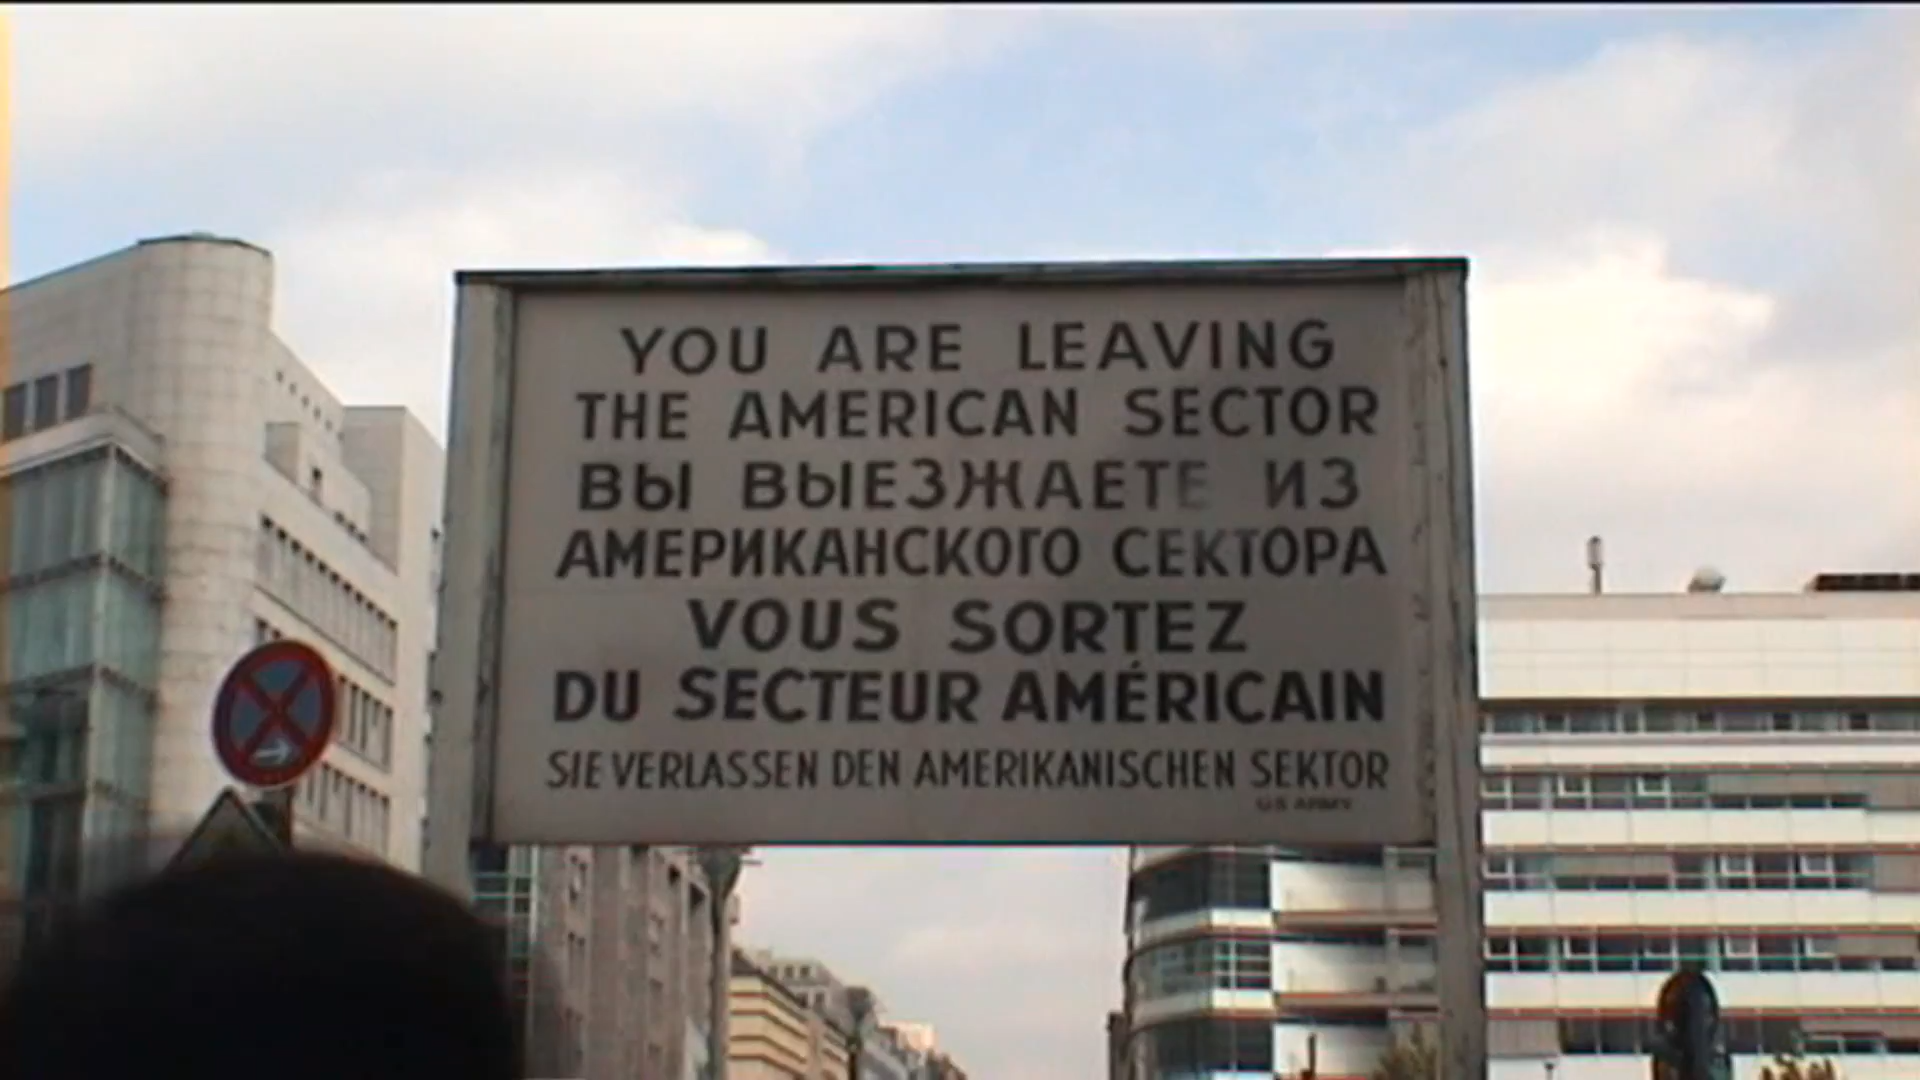 YOU ARE LEAVING
THE AMERICAN SECTOR
ВЫ ВЫЕЗЖАЕТЕ ИЗ
АМЕРИКАНСКОГО СЕКТОРА
VOUS SORTEZ
DU SECTEUR AMÉRICAIN
SIE VERLASSEN DEN AMERIKANISCHEN SEKTOR
US ARMY